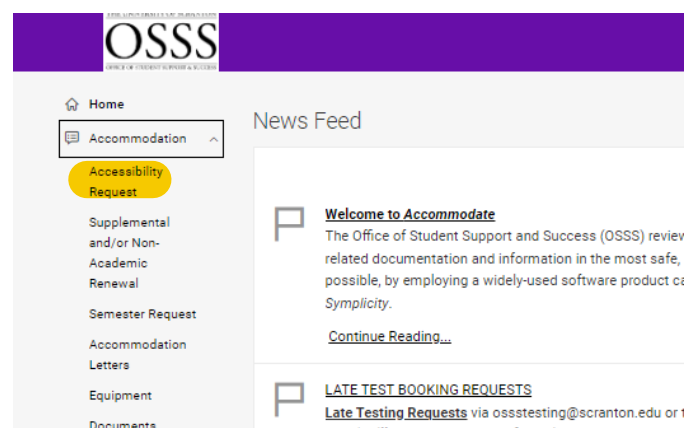 THE UNIVERSITY OF SCRANTON
OSSS
OFFICE OF STUDENT SUPPORT & SUCCESS
Home
Accommodation
Accessibility
Request
Supplemental
and/or Non-
Academic
Renewal
Semester Request
Accommodation
Letters
Equipment
Documents
News Feed
Welcome to Accommodate
The Office of Student Support and Success (OSSS) review
related documentation and information in the most safe,
possible, by employing a widely-used software product ca
Symplicity.
Continue Reading...
LATE TEST BOOKING REQUESTS
Late Testing Requests via ossstesting@scranton.edu or t